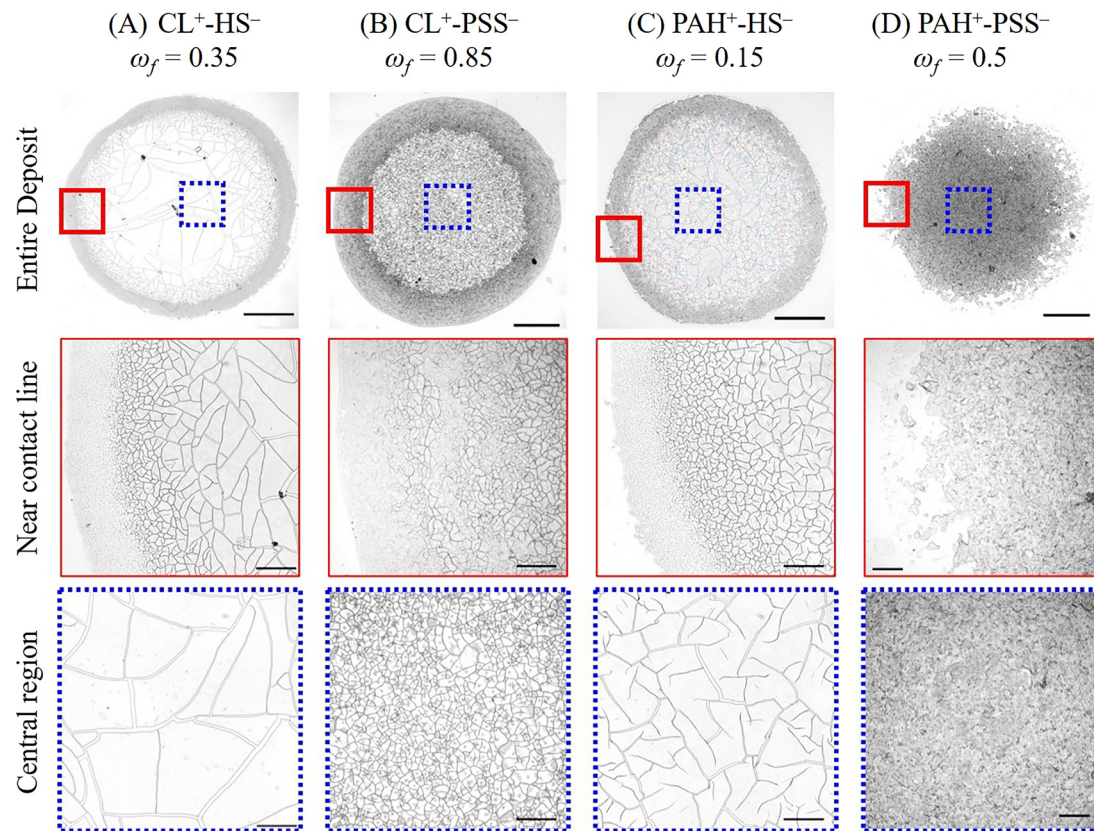 (A) CL⁺-HS⁻
ω_f = 0.35
(B) CL⁺-PSS⁻
ω_f = 0.85
(C) PAH⁺-HS⁻
ω_f = 0.15
(D) PAH⁺-PSS⁻
ω_f = 0.5
Entire Deposit
Near contact line
Central region